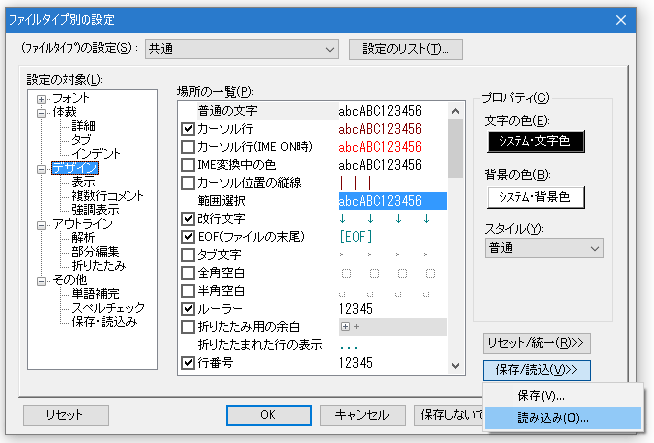 ファイルタイプ別の設定
(ファイルタイプ)の設定(S): 共通 設定のリスト(T)...
設定の対象(L):
フォント
体裁
詳細
タブ
インデント
デザイン
表示
複数行コメント
強調表示
アウトライン
解析
部分編集
折りたたみ
その他
単語補完
スペルチェック
保存・読込み
場所の一覧(P):
普通の文字 abcABC123456
カーソル行 abcABC123456
カーソル行(IME ON時) abcABC123456
IME変換中の色 abcABC123456
カーソル位置の縦線 | | |
範囲選択 abcABC123456
改行文字 ↓ ↓ ↓ ↓
EOF(ファイルの末尾) [EOF]
タブ文字
全角空白
半角空白
ルーラー 12345
折りたたみ用の余白
折りたたまれた行の表示 ...
行番号 12345
プロパティ(C)
文字の色(E):
システム・文字色
背景の色(B):
システム・背景色
スタイル(Y):
普通
リセット/統一(R)>>
保存/読込(V)>>
保存(V)...
読み込み(O)...
リセット OK キャンセル 保存しないで